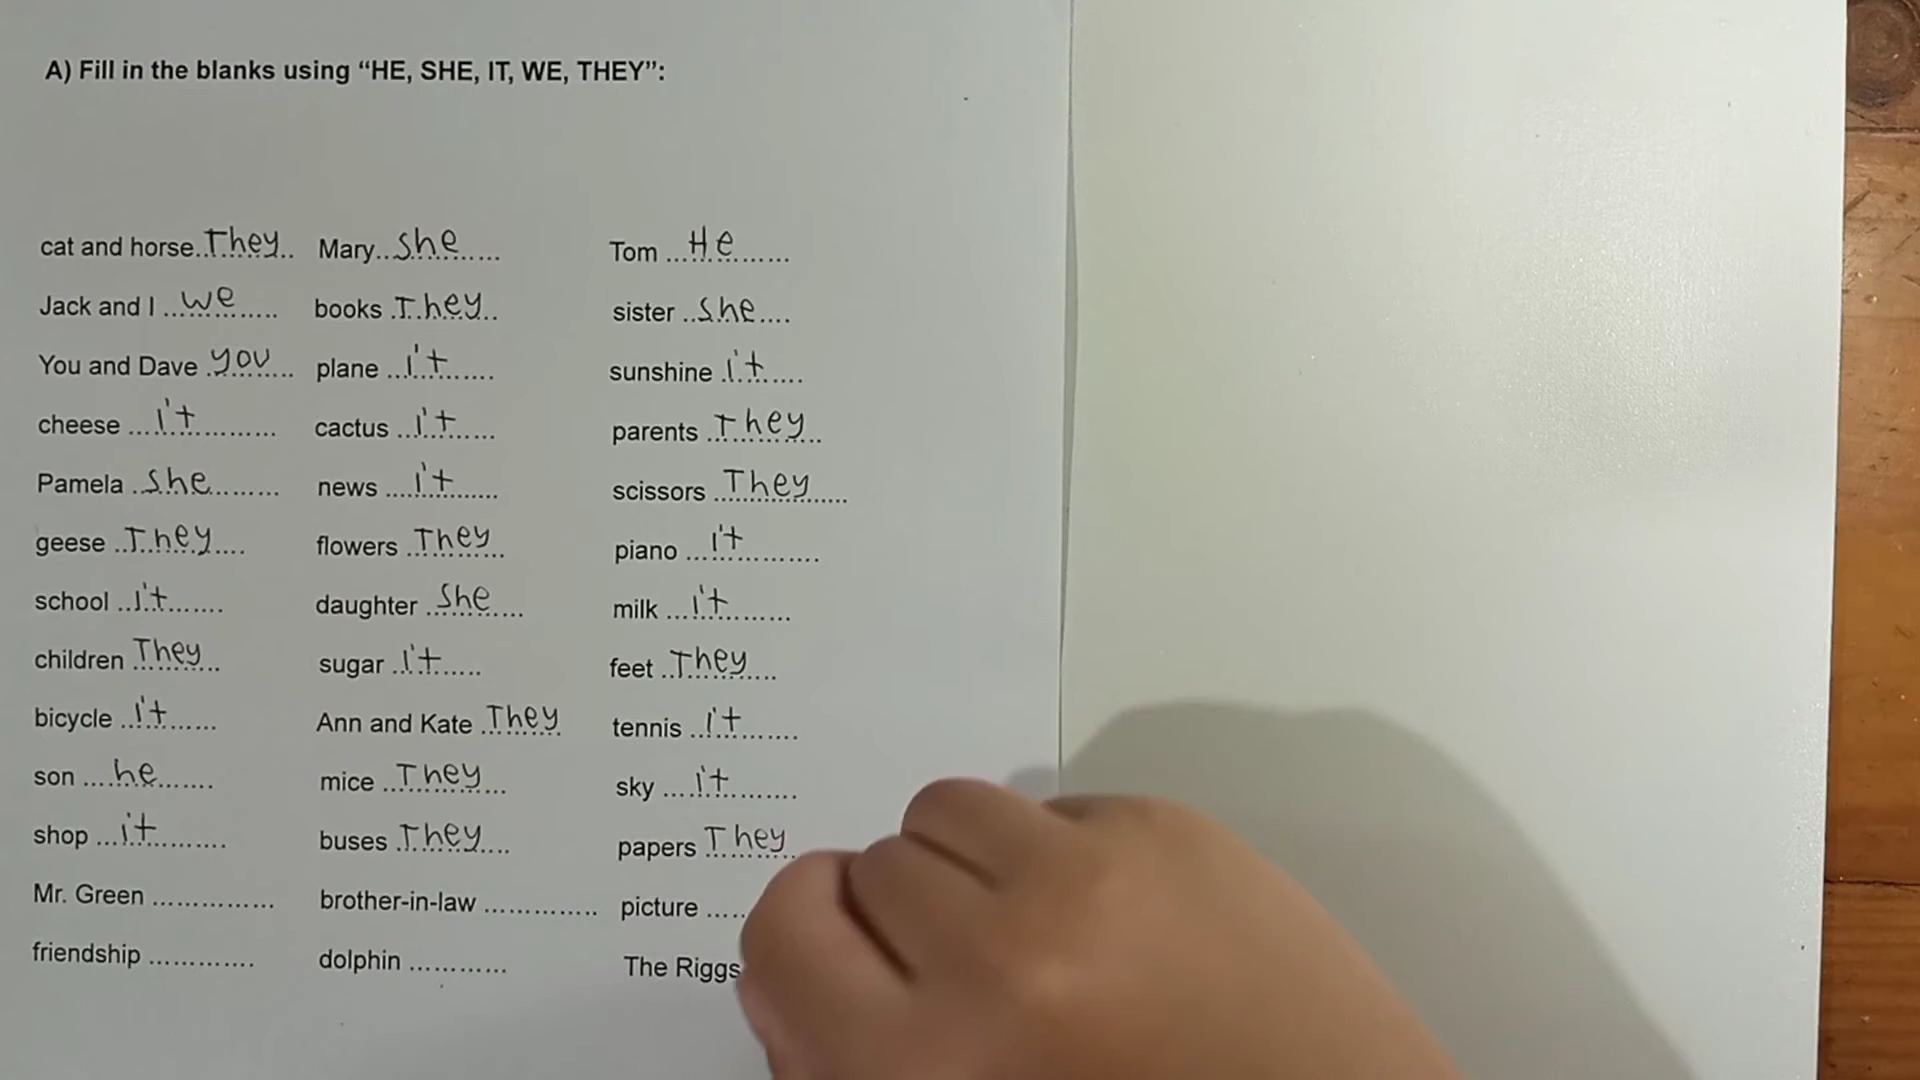 A) Fill in the blanks using “HE, SHE, IT, WE, THEY”:
cat and horse..They.. Mary..she...... Tom ...He.......
Jack and I ...we...... books .They.. sister ..she....
You and Dave .you.... plane ...it....... sunshine .it.....
cheese ...it........... cactus ..it...... parents .They..
Pamela ..she........ news ....it...... scissors ..They....
geese ..They.... flowers .They.. piano ...it..........
school ..it....... daughter ..she.... milk ...it.........
children They.. sugar ..it..... feet ..They....
bicycle ..it....... Ann and Kate They tennis ..it.......
son ....he....... mice ...They... sky ...it.........
shop ...it.......... buses .They.... papers They.
Mr. Green ............... brother-in-law .............. picture .....
friendship ............. dolphin ............ The Riggs